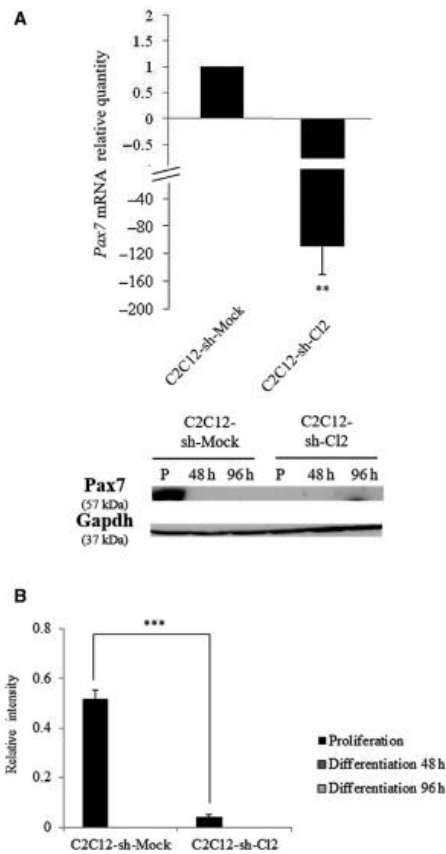 A
Pax7 mRNA relative quantity
2
1.5
1
0.5
0
–0.5
–40
–80
–120
–160
–200
**
C2C12-sh-Mock
C2C12-sh-Cl2
C2C12-
sh-Mock
C2C12-
sh-Cl2
P 48 h 96 h P 48 h 96 h
Pax7
(57 kDa)
Gapdh
(37 kDa)
B
Relative intensity
0.8
0.6
0.4
0.2
0
***
C2C12-sh-Mock C2C12-sh-Cl2
Proliferation
Differentiation 48 h
Differentiation 96 h